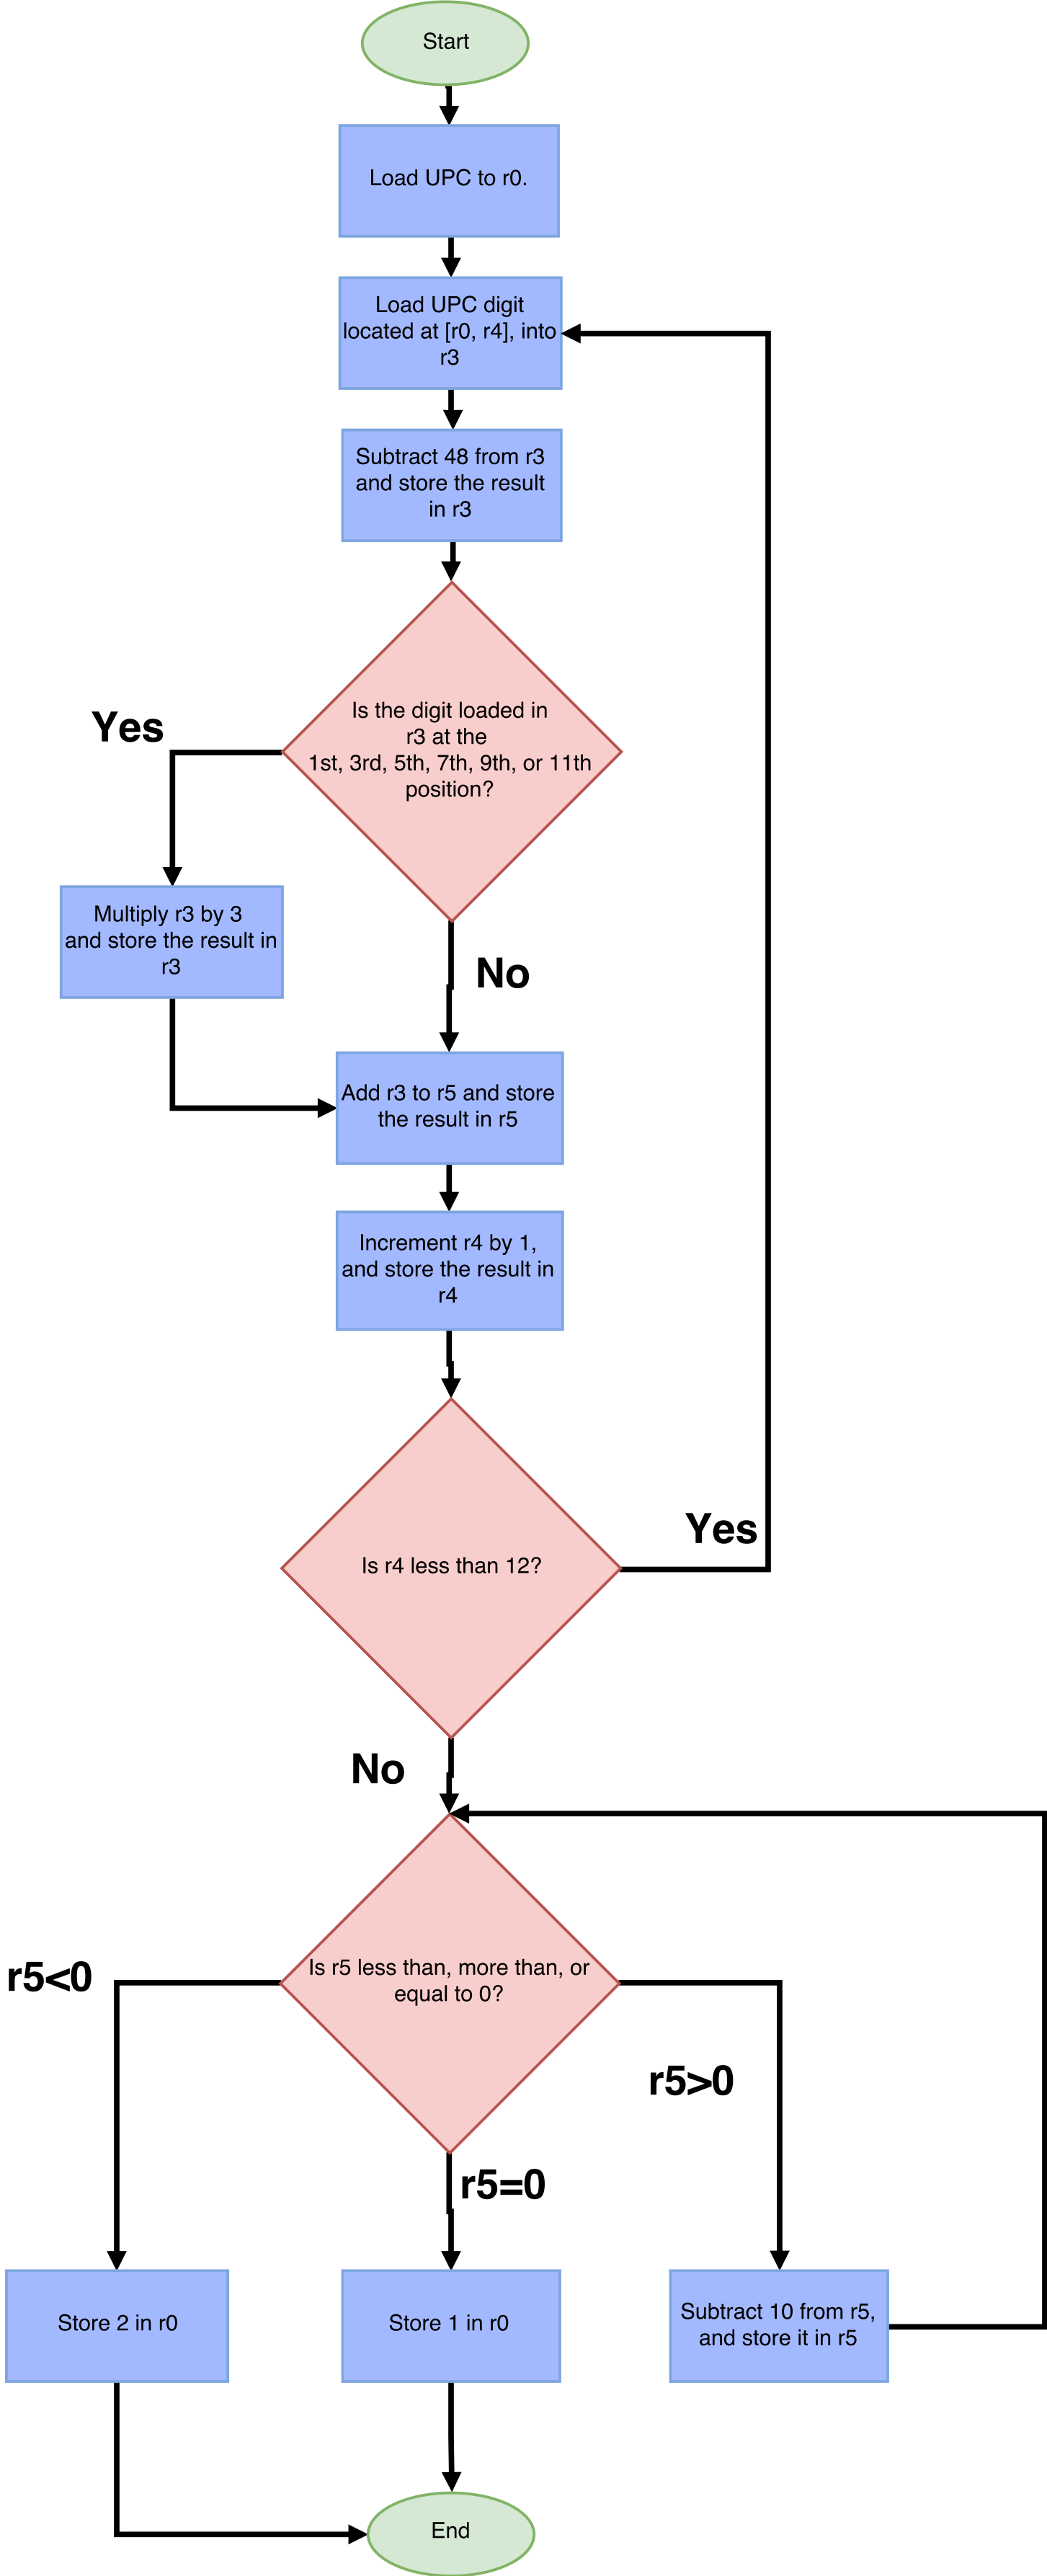 Start
Load UPC to r0.
Load UPC digit
located at [r0, r4], into
r3
Subtract 48 from r3
and store the result
in r3
Is the digit loaded in
r3 at the
1st, 3rd, 5th, 7th, 9th, or 11th
position?
Yes
Multiply r3 by 3
and store the result in
r3
No
Add r3 to r5 and store
the result in r5
Increment r4 by 1,
and store the result in
r4
Is r4 less than 12?
Yes
No
Is r5 less than, more than, or
equal to 0?
r5<0
r5>0
r5=0
Store 2 in r0
Store 1 in r0
Subtract 10 from r5,
and store it in r5
End